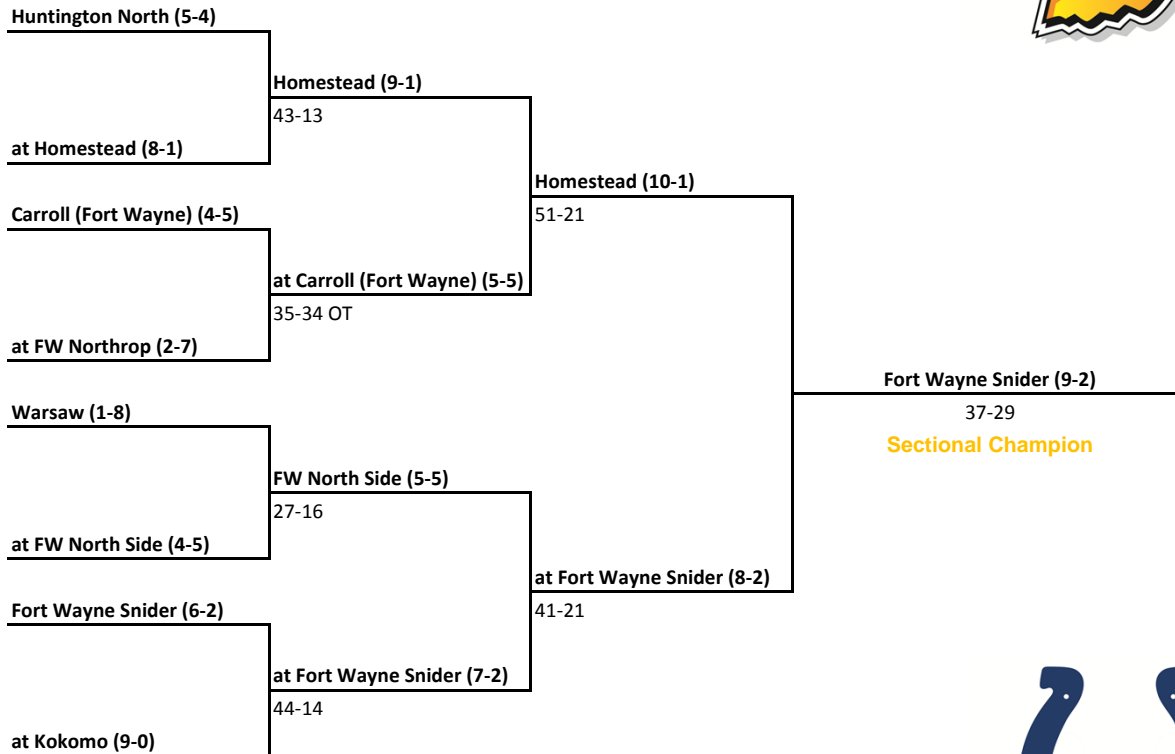 Huntington North (5-4)
Homestead (9-1)
43-13
at Homestead (8-1)
Homestead (10-1)
51-21
Carroll (Fort Wayne) (4-5)
at Carroll (Fort Wayne) (5-5)
35-34 OT
at FW Northrop (2-7)
Fort Wayne Snider (9-2)
37-29
Sectional Champion
Warsaw (1-8)
FW North Side (5-5)
27-16
at FW North Side (4-5)
at Fort Wayne Snider (8-2)
41-21
Fort Wayne Snider (6-2)
at Fort Wayne Snider (7-2)
44-14
at Kokomo (9-0)